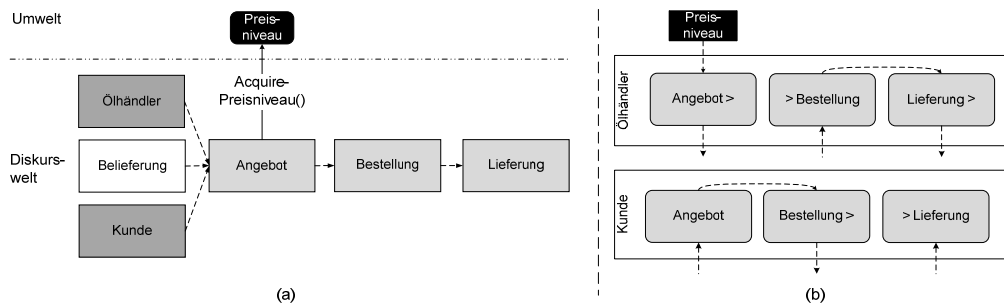 Umwelt
Preis-
niveau
Acquire-
Preisniveau()
Ölhändler
Diskurs-
welt
Belieferung
Angebot
Bestellung
Lieferung
Kunde
(a)
Preis-
niveau
Ölhändler
Angebot >
> Bestellung
Lieferung >
Kunde
Angebot
Bestellung >
> Lieferung
(b)